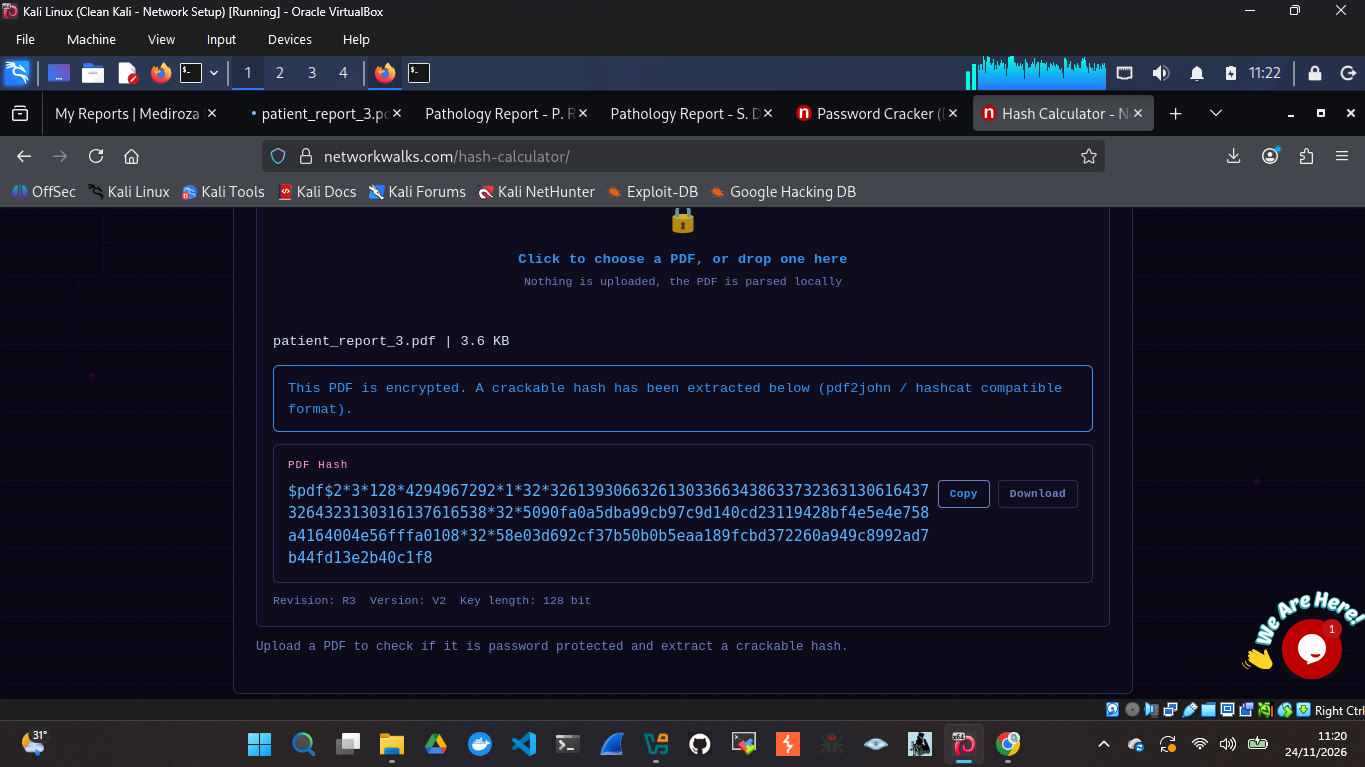 Kali Linux (Clean Kali - Network Setup) [Running] - Oracle VirtualBox
File Machine View Input Devices Help
1 2 3 4 11:22
My Reports | Mediroza patient_report_3.pc Pathology Report - P. R Pathology Report - S. D Password Cracker ( Hash Calculator - N
networkwalks.com/hash-calculator/
OffSec Kali Linux Kali Tools Kali Docs Kali Forums Kali NetHunter Exploit-DB Google Hacking DB
Click to choose a PDF, or drop one here
Nothing is uploaded, the PDF is parsed locally
patient_report_3.pdf | 3.6 KB
This PDF is encrypted. A crackable hash has been extracted below (pdf2john / hashcat compatible
format).
PDF Hash
$pdf$2*3*128*4294967292*1*32*32613930663261303366343863373236313061643​7
Copy Download
32643231303161376165​38*32*5090fa0a5dba99cb97c9d140cd23119428bf4e5e4e758
a4164004e56fffa0108*32*58e03d692cf37b50b0b5eaa189fcbd372260a949c8992ad7
b44fd13e2b40c1f8
Revision: R3 Version: V2 Key length: 128 bit
Upload a PDF to check if it is password protected and extract a crackable hash.
We Are Here!
1
Right Ctrl
31°
11:20
24/11/2026